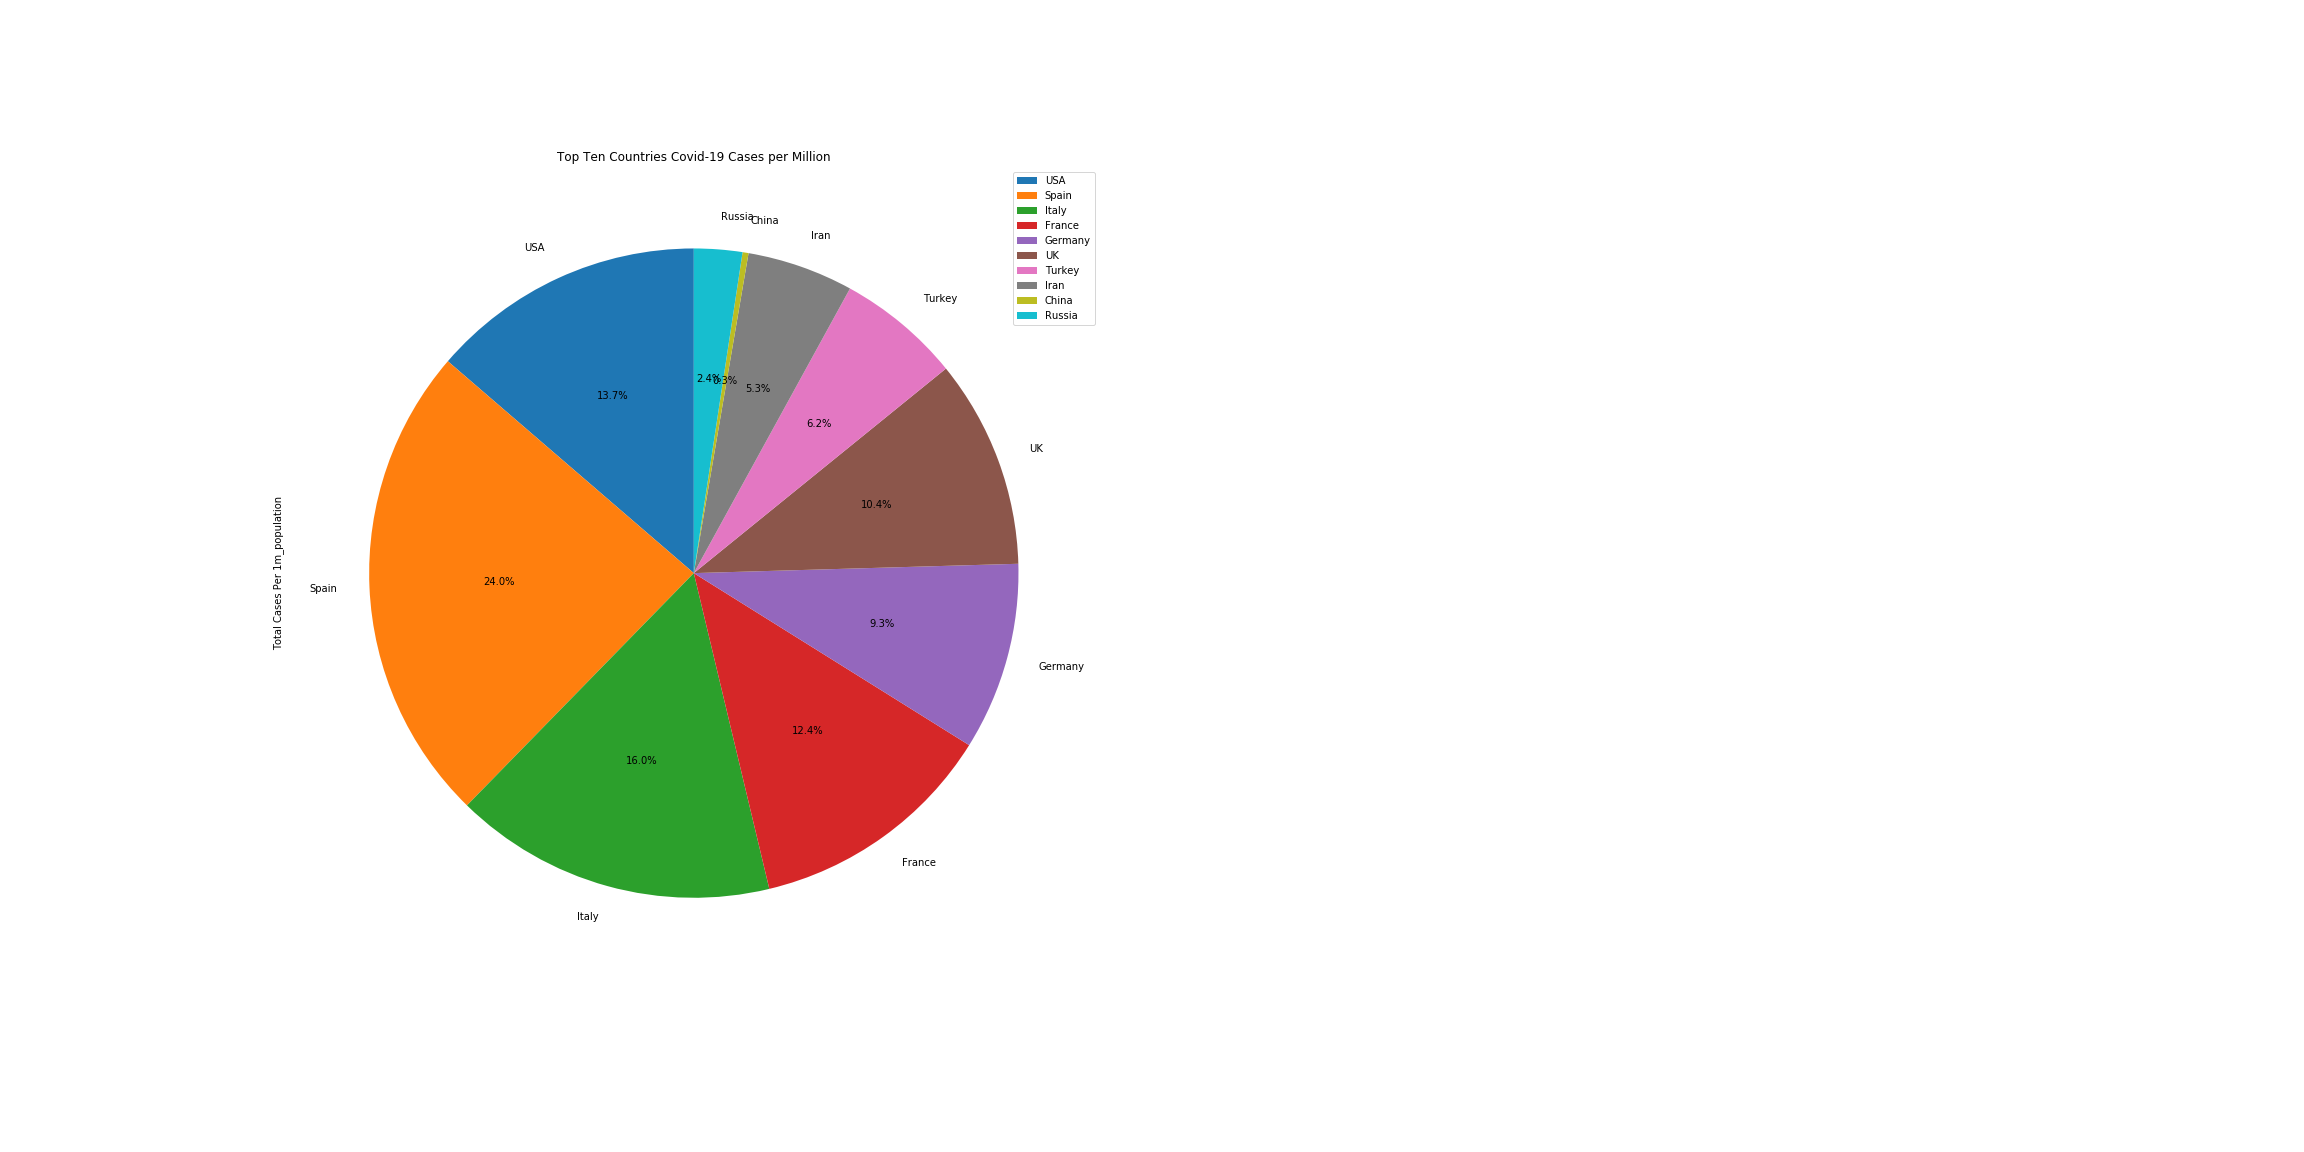 Top Ten Countries Covid-19 Cases per Million
USA
Spain
Italy
France
Germany
UK
Turkey
Iran
China
Russia
Russia
China
Iran
USA
Turkey
UK
Spain
Germany
France
Italy
2.4%
0.3%
5.3%
13.7%
6.2%
10.4%
24.0%
9.3%
12.4%
16.0%
Total Cases Per 1m_population